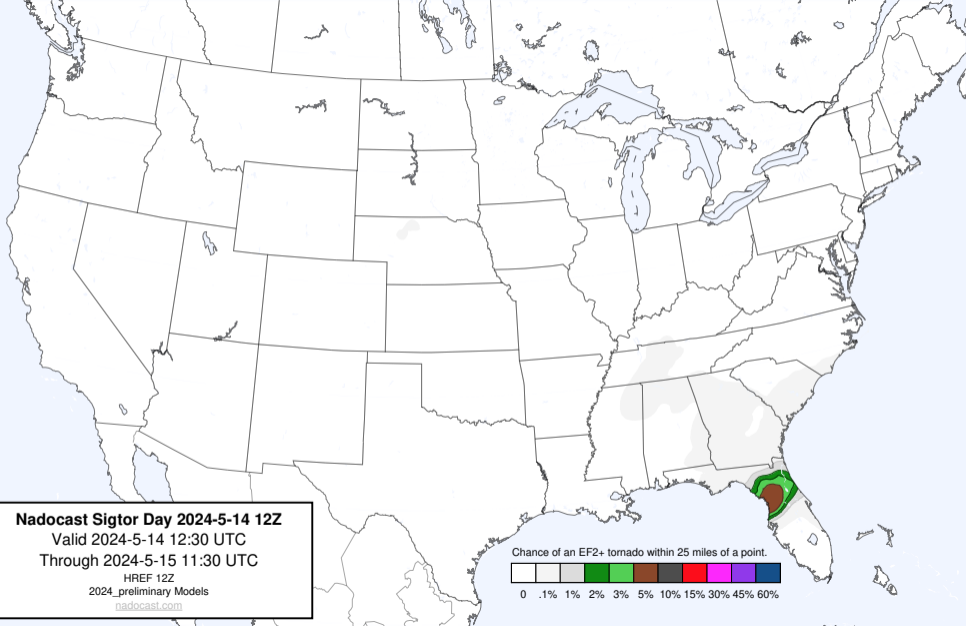 Nadocast Sigtor Day 2024-5-14 12Z
Valid 2024-5-14 12:30 UTC
Through 2024-5-15 11:30 UTC
HREF 12Z
2024_preliminary Models
nadocast.com
Chance of an EF2+ tornado within 25 miles of a point.
0 .1% 1% 2% 3% 5% 10% 15% 30% 45% 60%